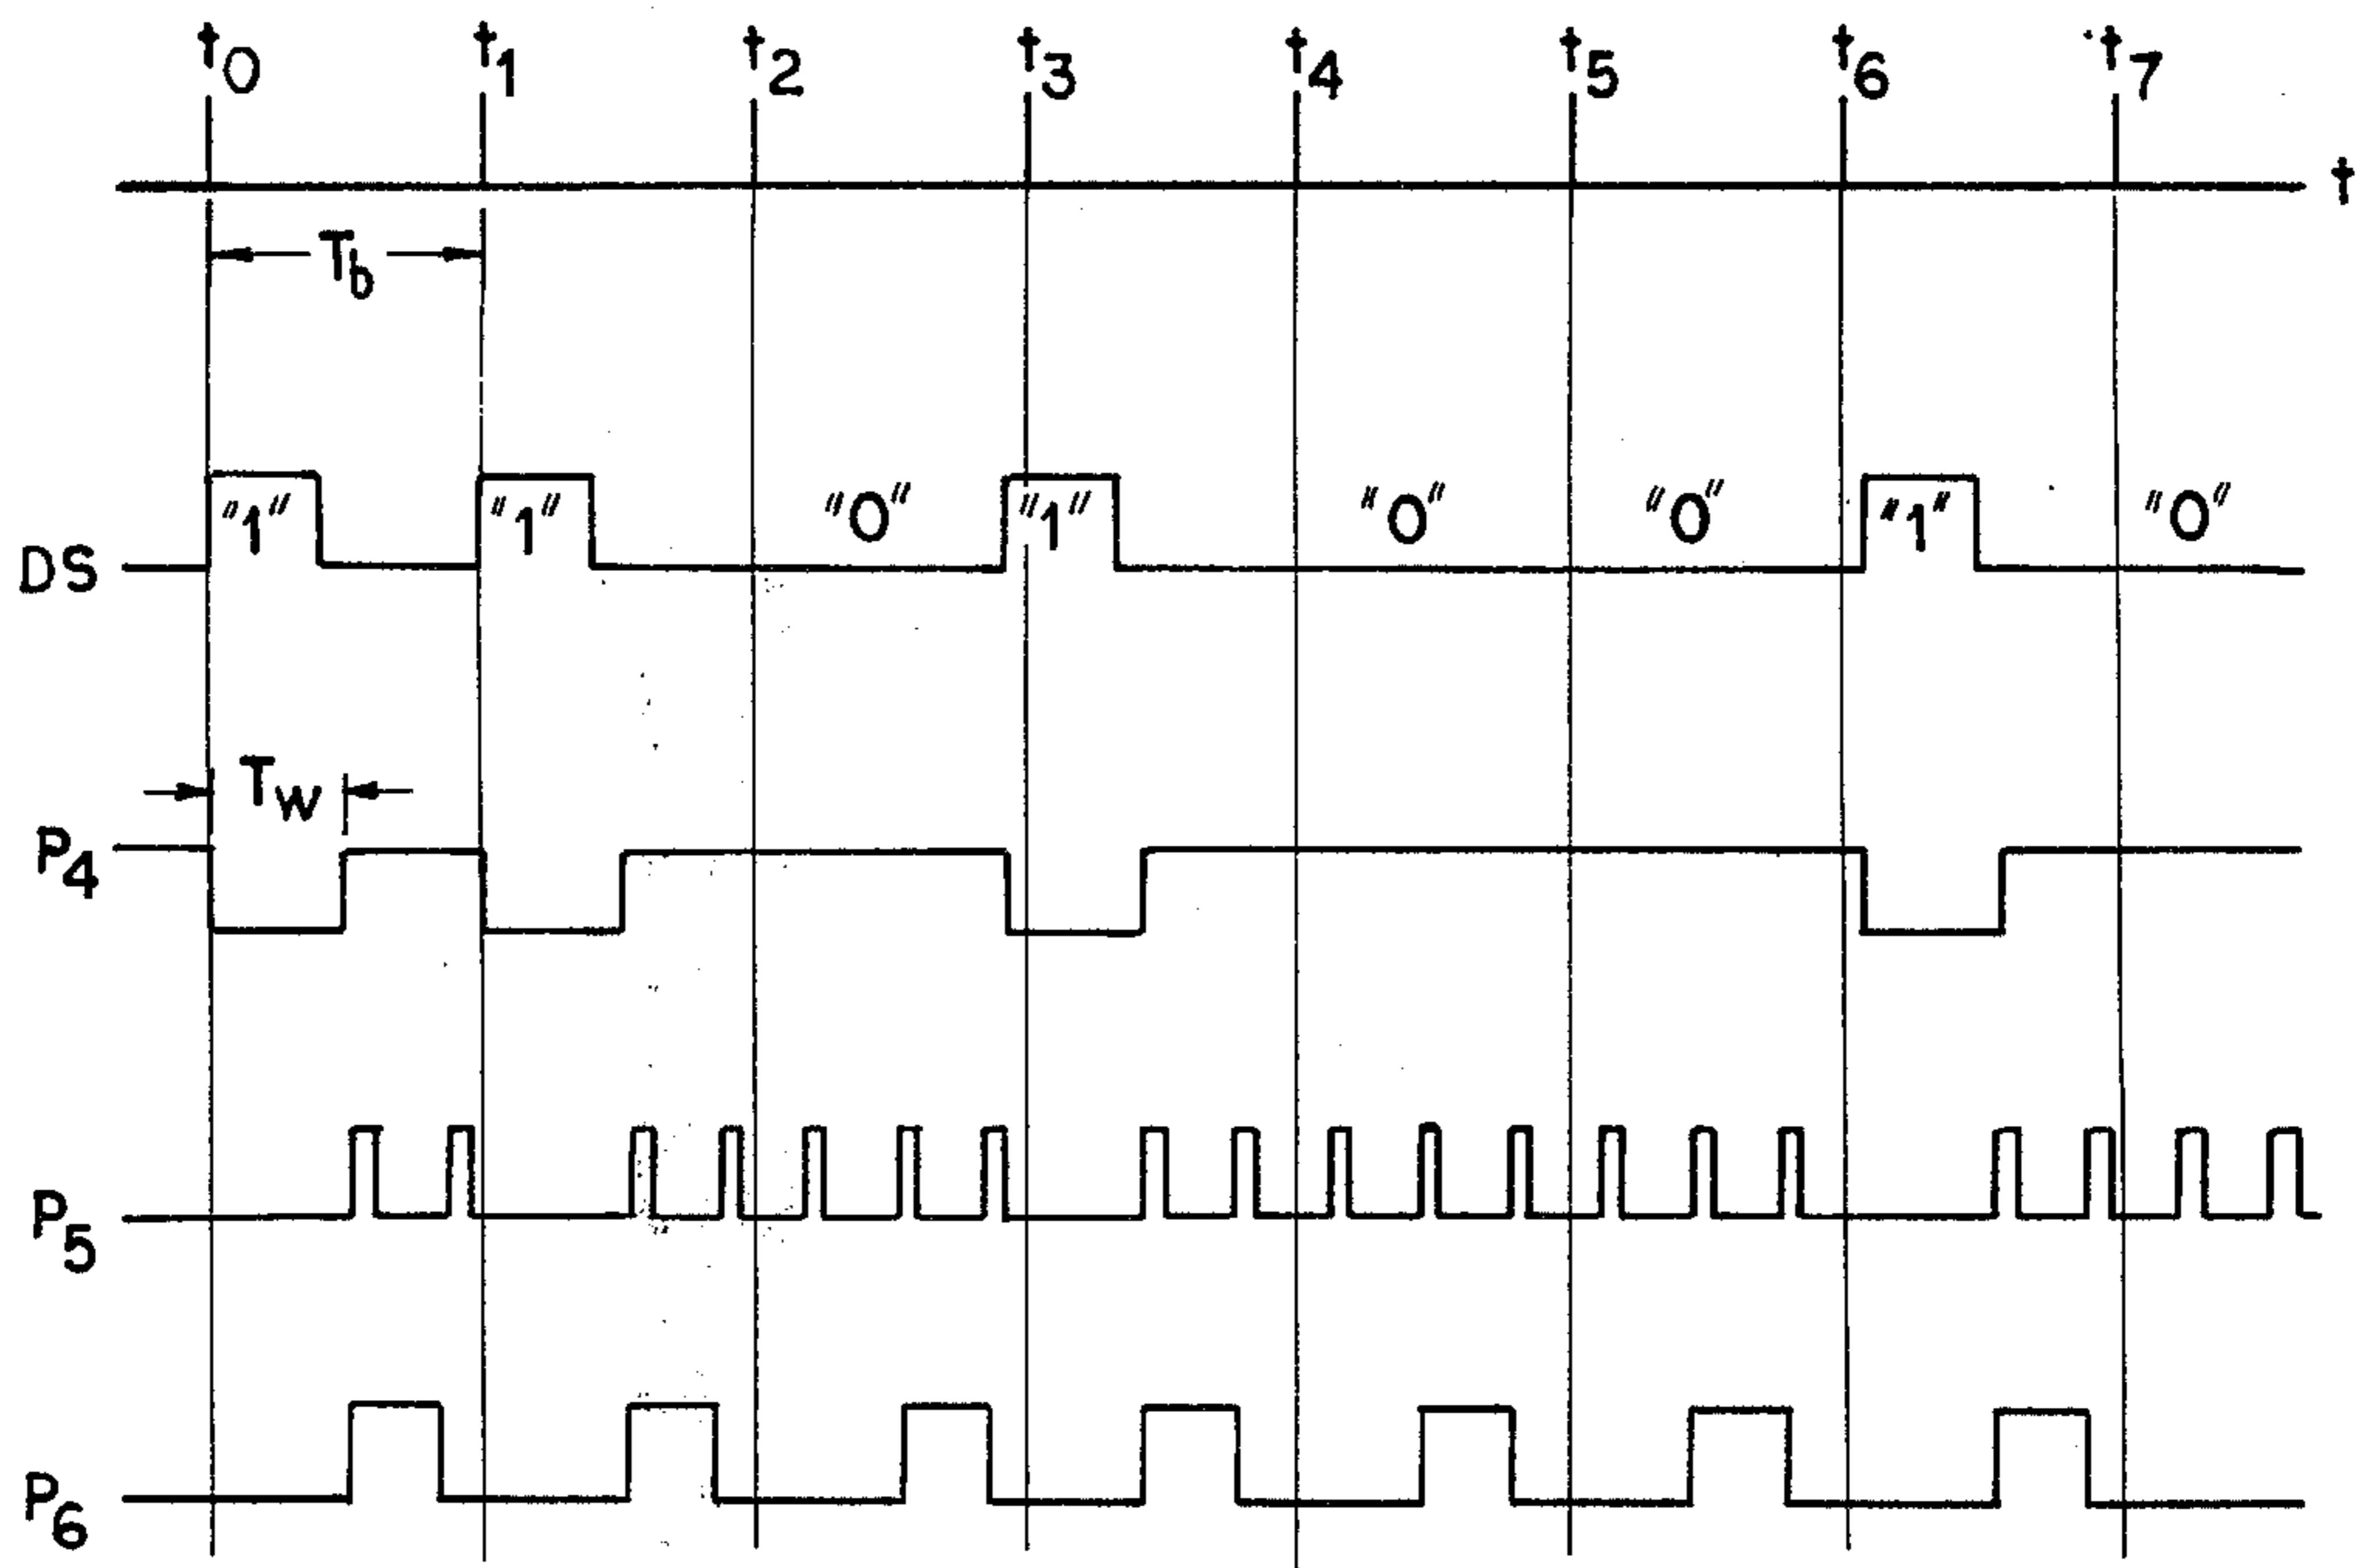 t0 t1 t2 t3 t4 t5 t6 t7
t
Tb
"1" "1" "0" "1" "0" "0" "1" "0"
DS
Tw
P4
P5
P6